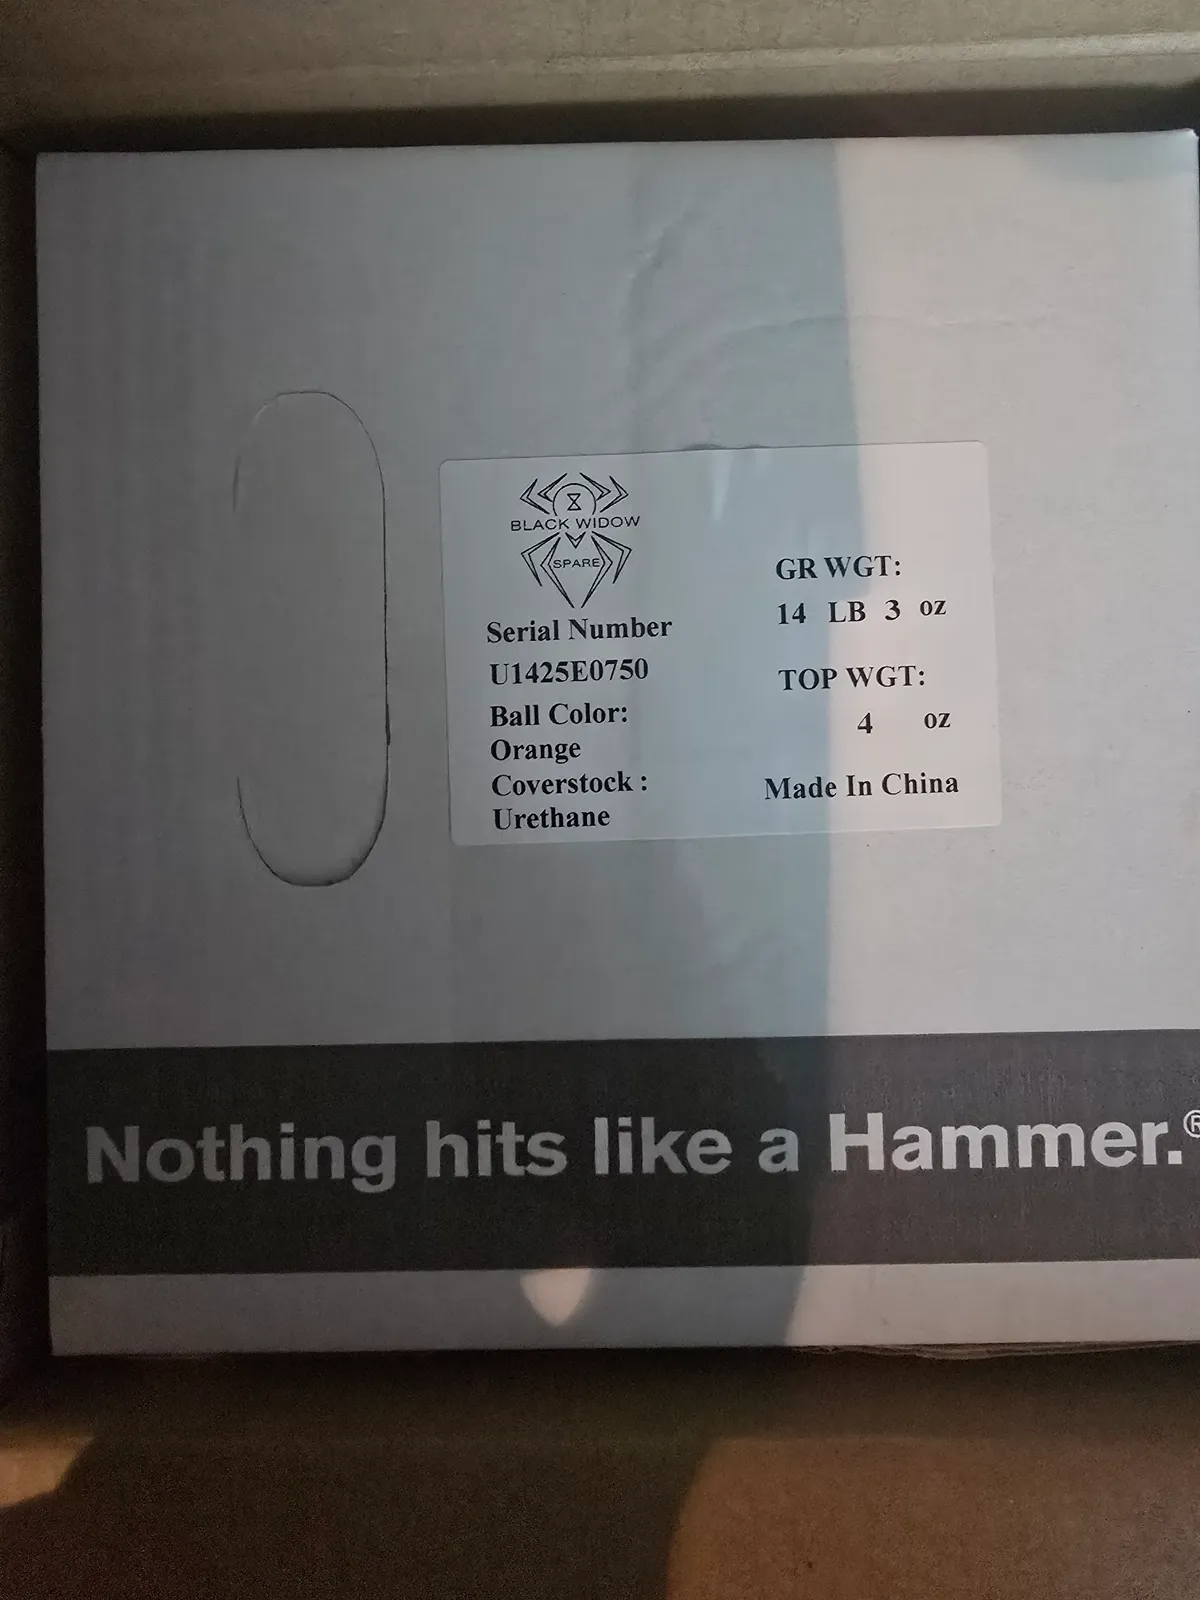 BLACK WIDOW
SPARE
Serial Number
U1425E0750
Ball Color:
Orange
Coverstock :
Urethane
GR WGT:
14 LB 3 oz
TOP WGT:
4 oz
Made In China
Nothing hits like a Hammer.®